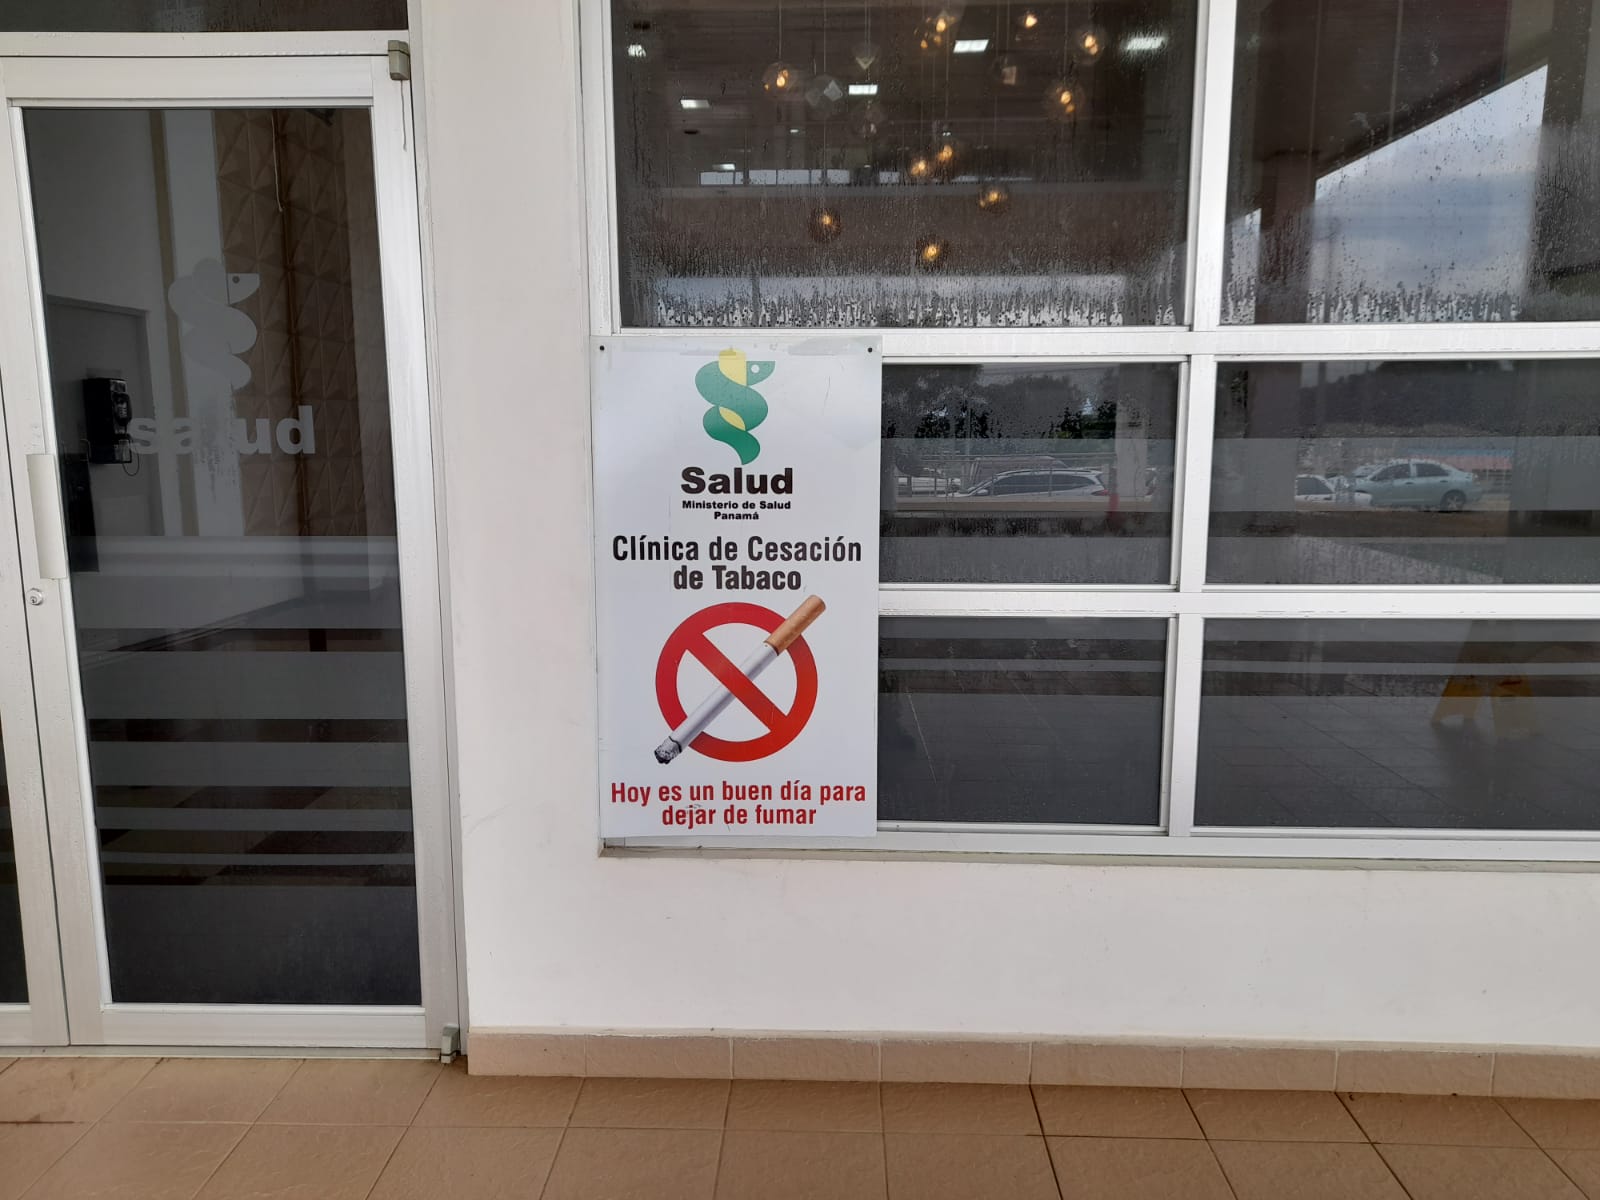 salud
Salud
Ministerio de Salud
Panamá
Clínica de Cesación
de Tabaco
Hoy es un buen día para
dejar de fumar